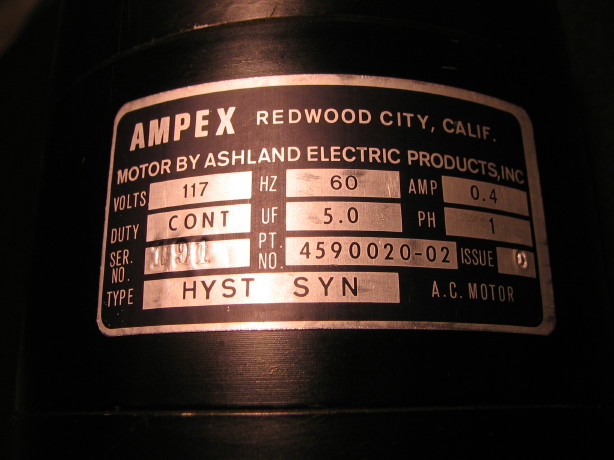 AMPEX REDWOOD CITY, CALIF.
MOTOR BY ASHLAND ELECTRIC PRODUCTS, INC
VOLTS 117 HZ 60 AMP 0.4
DUTY CONT UF 5.0 PH 1
SER. NO. PT. NO. 4590020-02 ISSUE
TYPE HYST SYN A.C. MOTOR